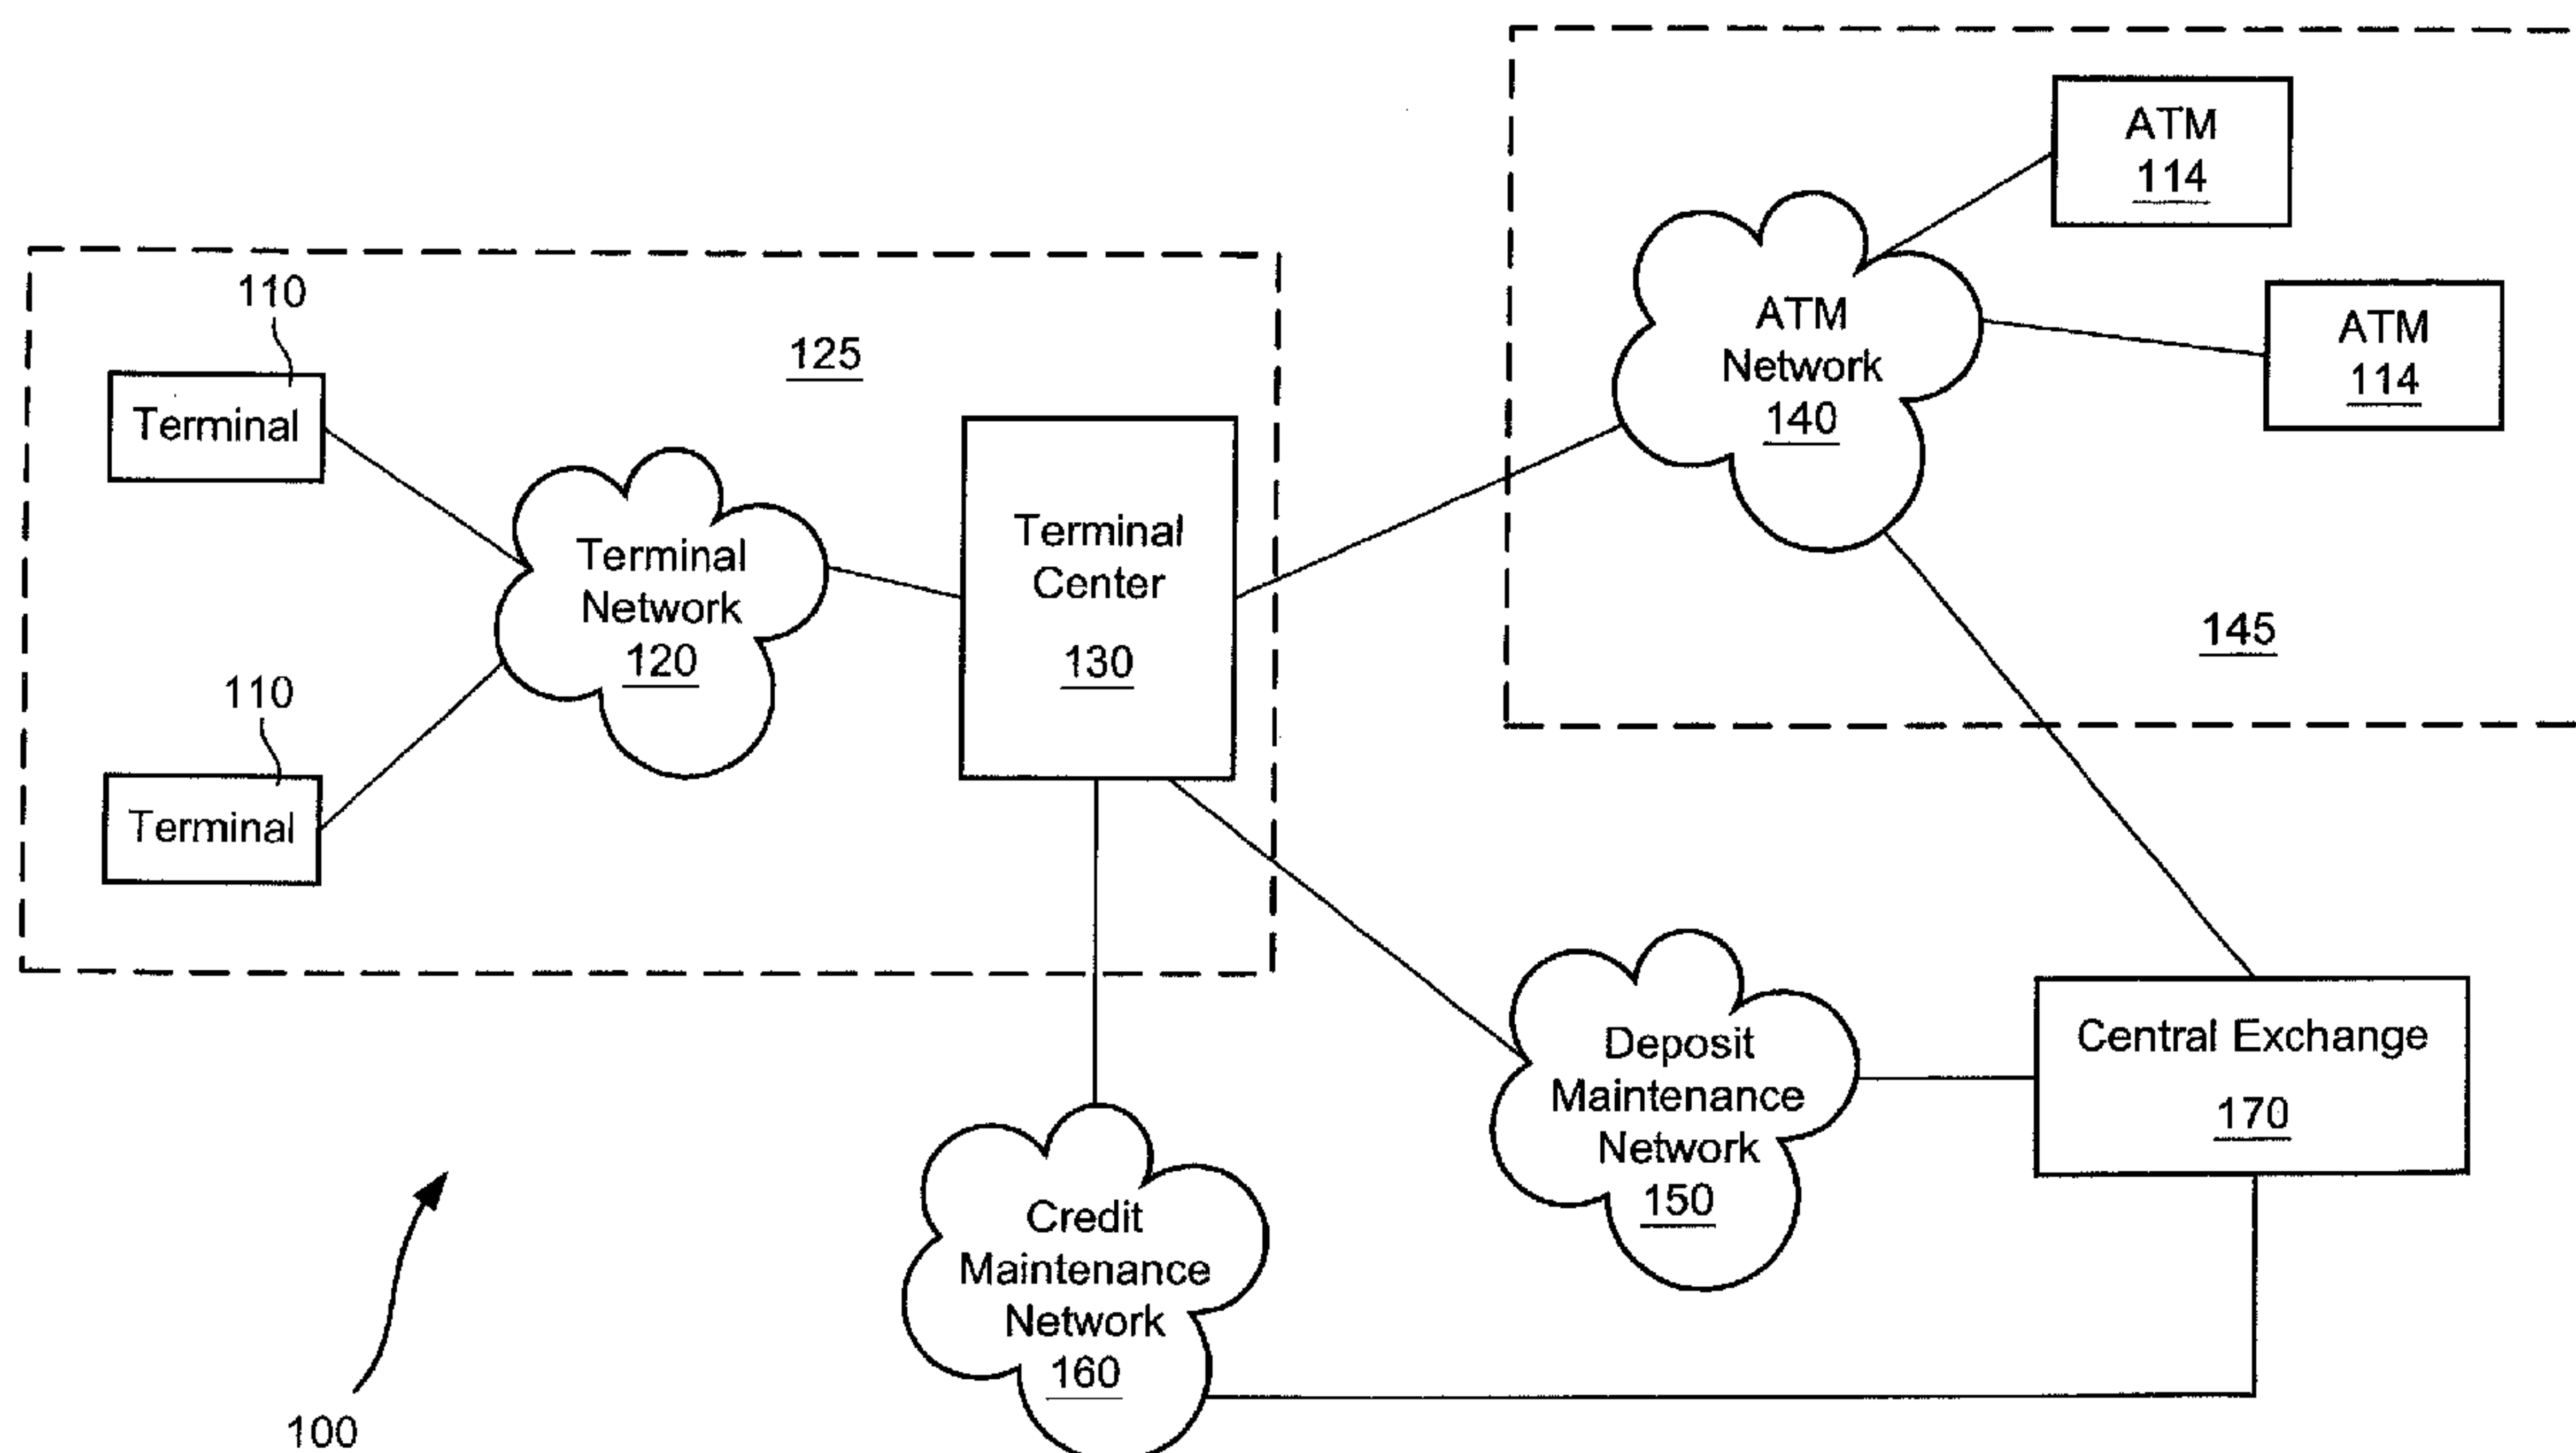 ATM
114
ATM
114
ATM
Network
140
145
110
Terminal
125
Terminal
Network
120
Terminal
Center
130
110
Terminal
Deposit
Maintenance
Network
150
Central Exchange
170
Credit
Maintenance
Network
160
100